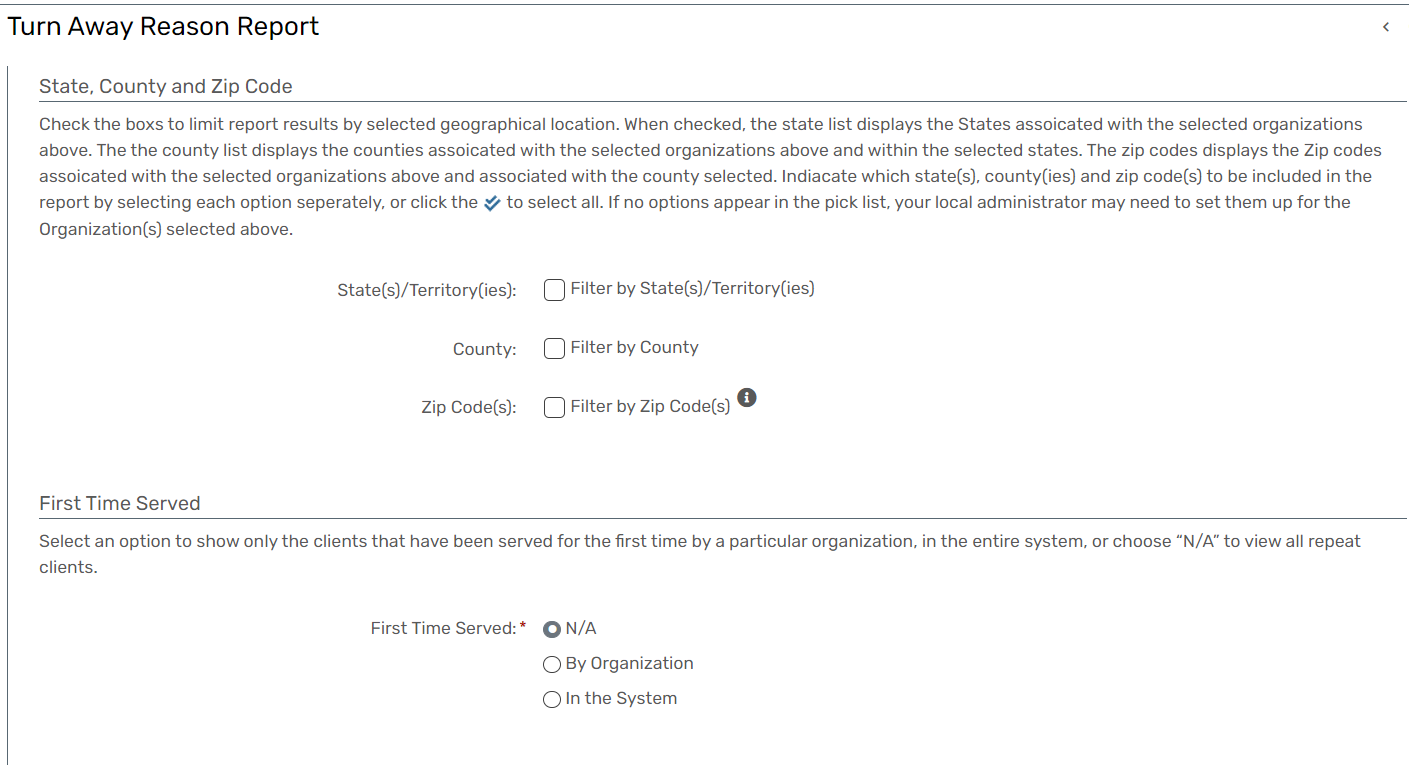 Turn Away Reason Report
State, County and Zip Code
Check the boxs to limit report results by selected geographical location. When checked, the state list displays the States assoicated with the selected organizations
above. The the county list displays the counties assoicated with the selected organizations above and within the selected states. The zip codes displays the Zip codes
assoicated with the selected organizations above and associated with the county selected. Indiacate which state(s), county(ies) and zip code(s) to be included in the
report by selecting each option seperately, or click the to select all. If no options appear in the pick list, your local administrator may need to set them up for the
Organization(s) selected above.
State(s)/Territory(ies): Filter by State(s)/Territory(ies)
County: Filter by County
Zip Code(s): Filter by Zip Code(s)
First Time Served
Select an option to show only the clients that have been served for the first time by a particular organization, in the entire system, or choose “N/A” to view all repeat
clients.
First Time Served:* N/A
By Organization
In the System